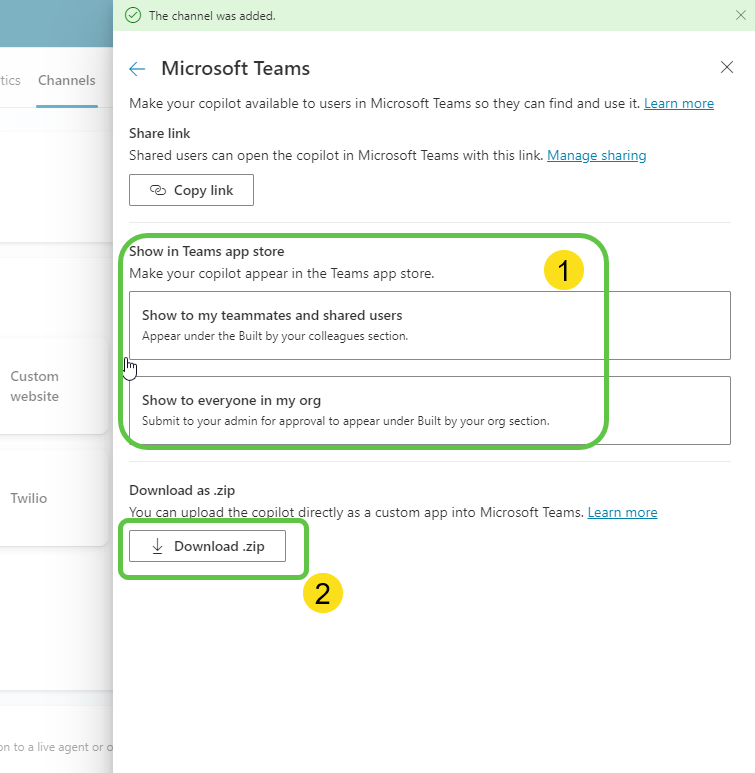 The channel was added.
Microsoft Teams
tics
Channels
Make your copilot available to users in Microsoft Teams so they can find and use it. Learn more
Share link
Shared users can open the copilot in Microsoft Teams with this link. Manage sharing
Copy link
Show in Teams app store
1
Make your copilot appear in the Teams app store.
Show to my teammates and shared users
Appear under the Built by your colleagues section.
Custom
website
Show to everyone in my org
Submit to your admin for approval to appear under Built by your org section.
Twilio
Download as .zip
You can upload the copilot directly as a custom app into Microsoft Teams. Learn more
Download .zip
2
on to a live agent or o